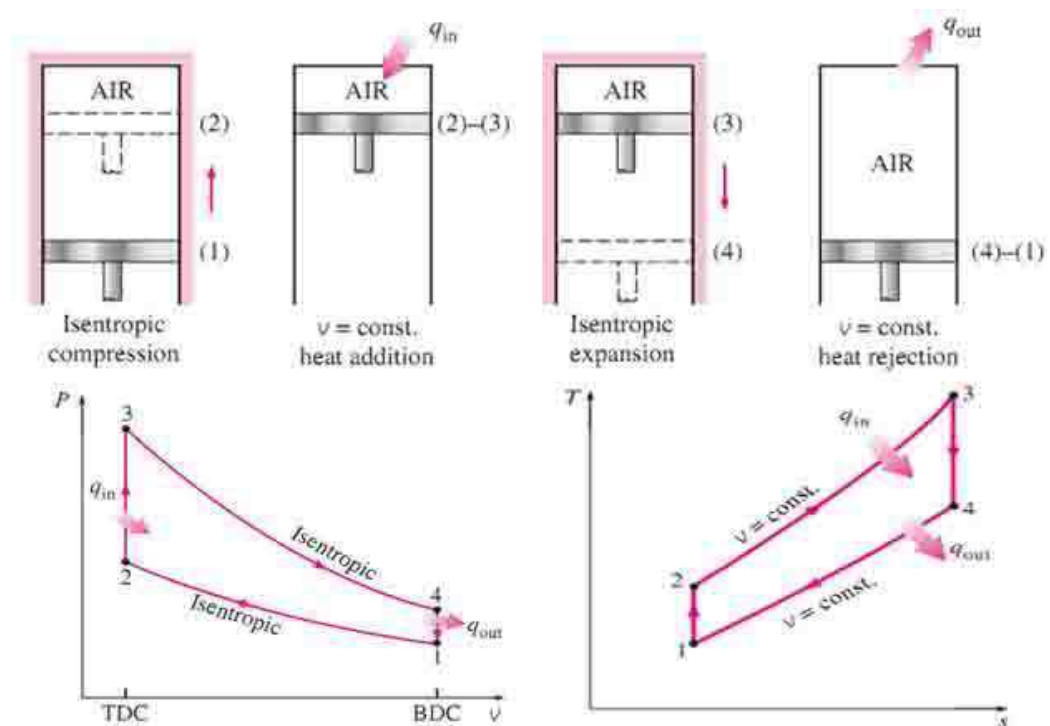 q_in
q_out
AIR
AIR
AIR
AIR
(2)
(2)–(3)
(3)
(1)
(4)
(4)–(1)
Isentropic
compression
v = const.
heat addition
Isentropic
expansion
v = const.
heat rejection
P
3
q_in
2
Isentropic
Isentropic
4
q_out
1
TDC
BDC
v
T
3
q_in
v = const.
4
2
q_out
v = const.
1
s